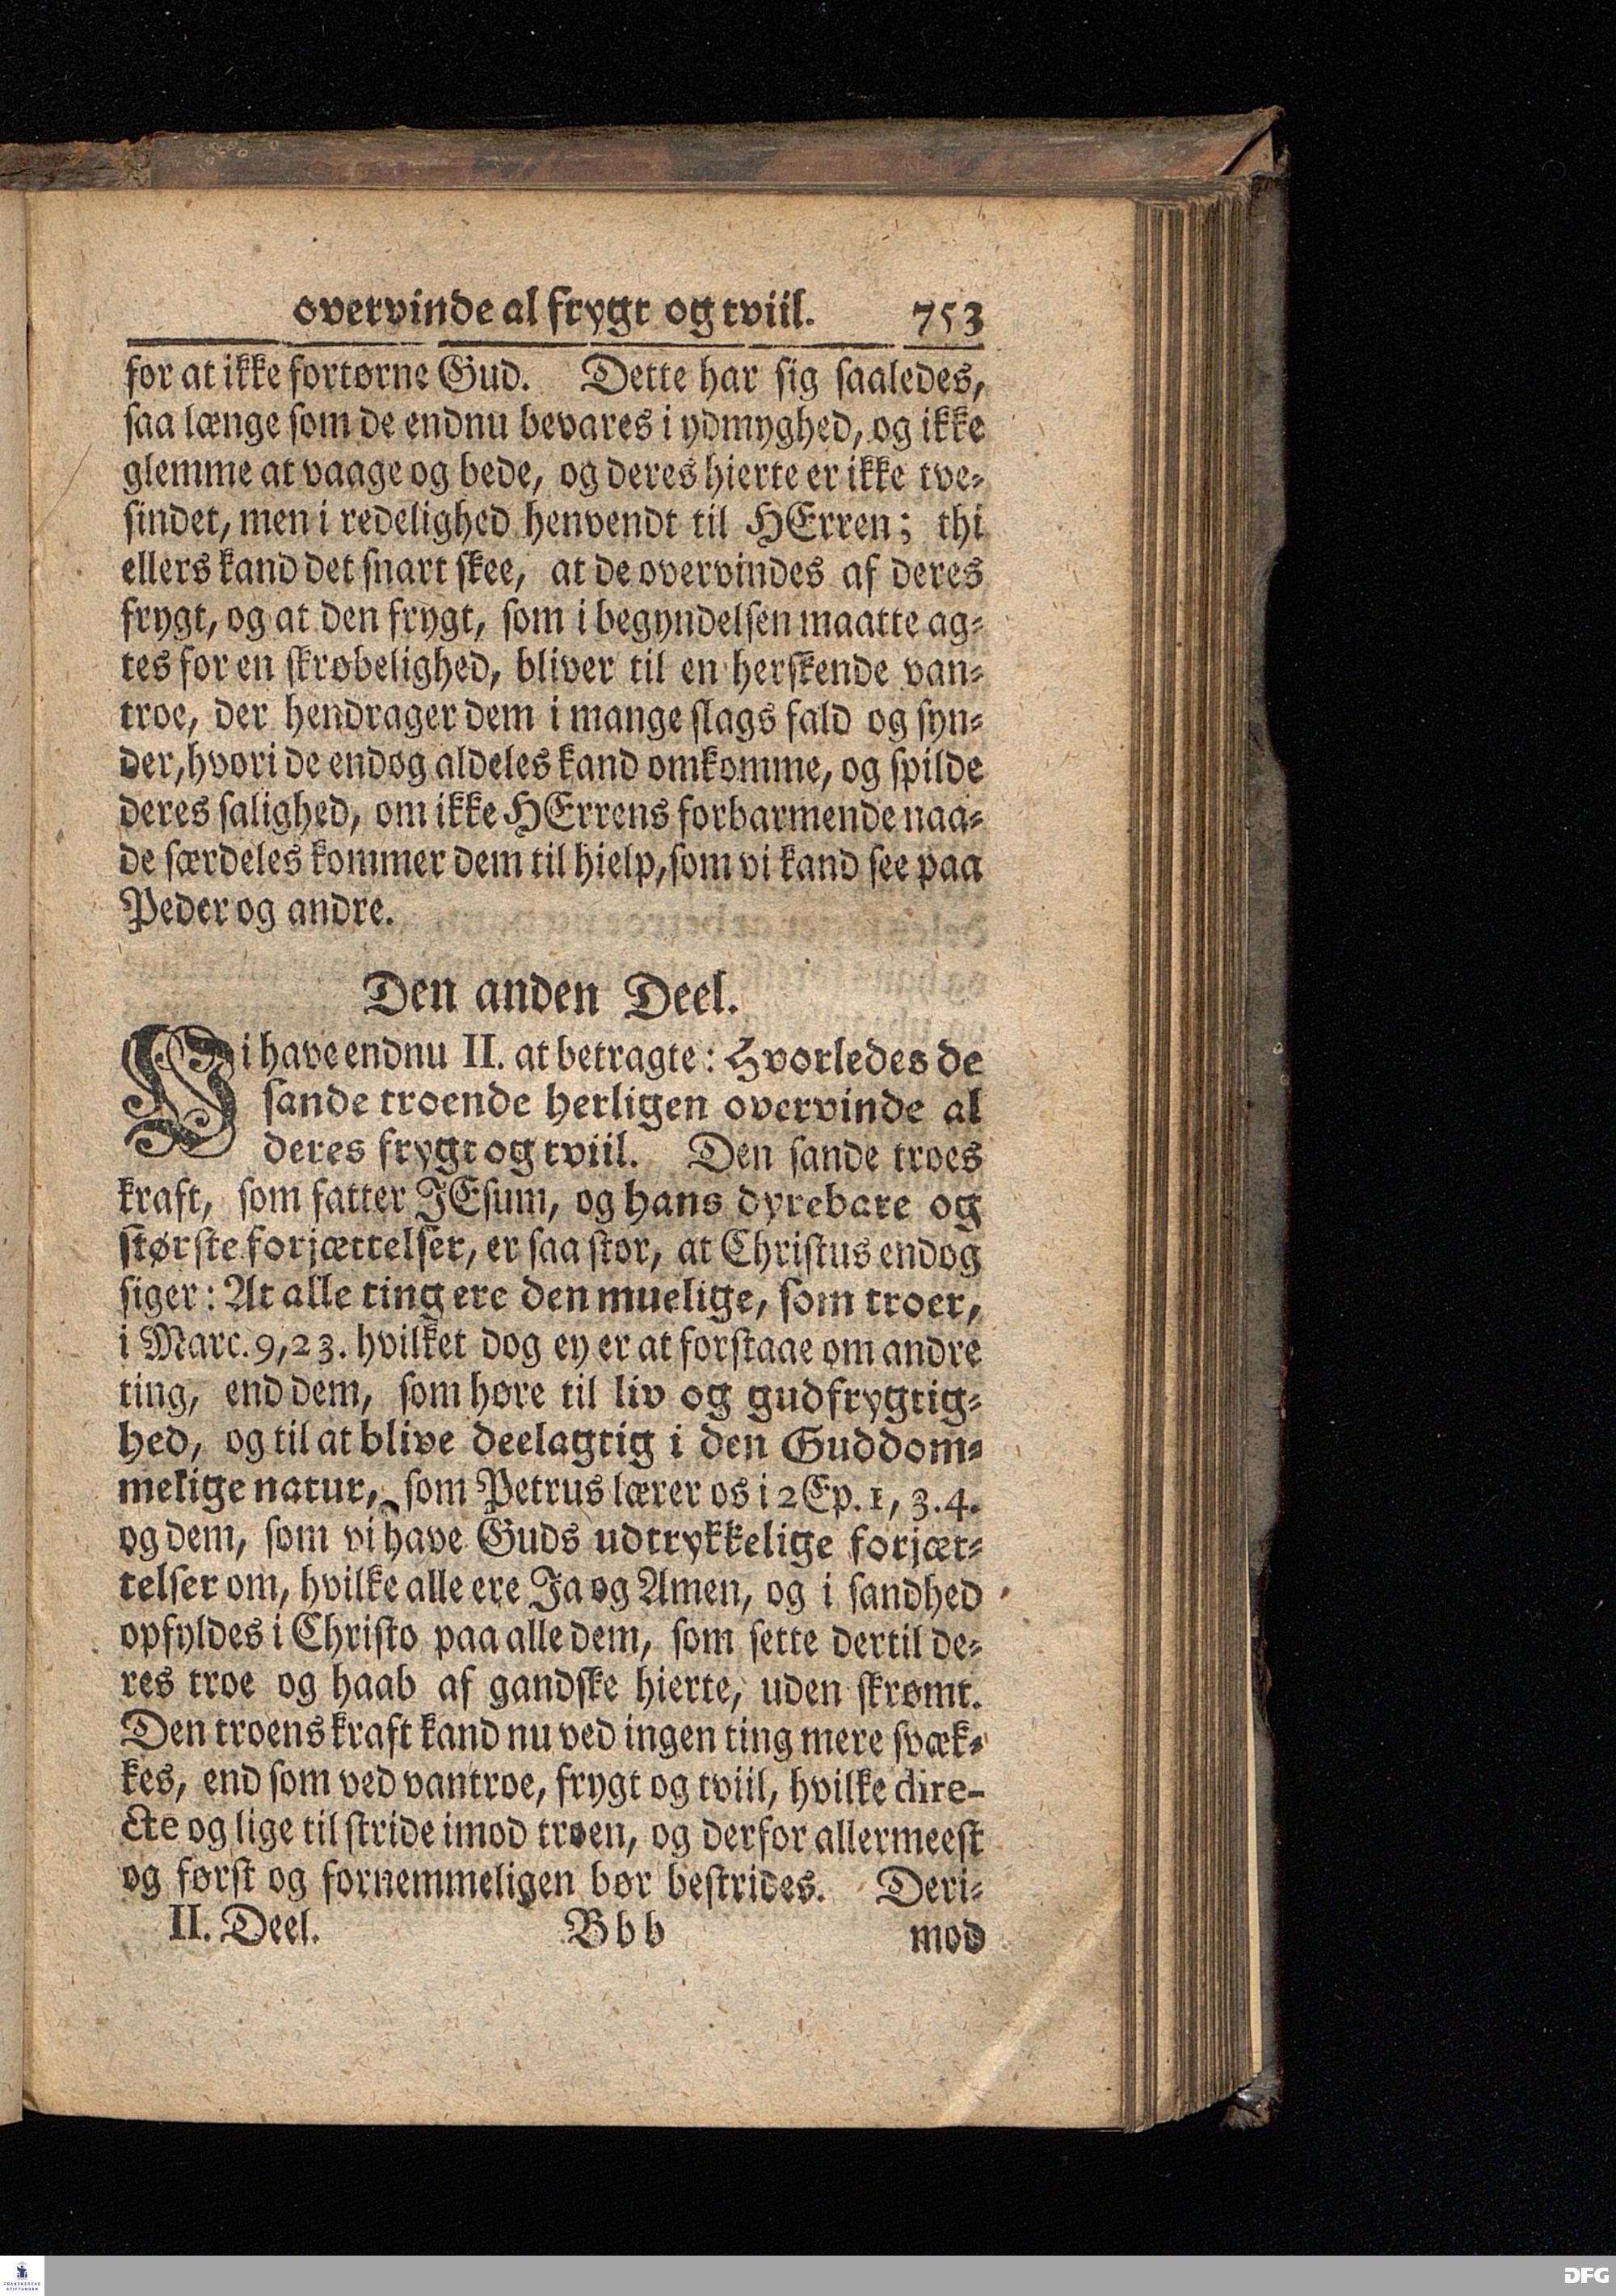 overvinde al frygt og tviil. 753
for at ikke fortørne Gud. Dette har sig saaledes,
saa længe som de endnu bevares i ydmyghed, og ikke
glemme at vaage og bede, og deres hierte er ikke tve-
sindet, men i redelighed henvendt til HErren; thi
ellers kand det snart skee, at de overvindes af deres
frygt, og at den frygt, som i begyndelsen maatte ag-
tes for en skrøbelighed, bliver til en herskende van-
troe, der hendrager dem i mange slags fald og syn-
der, hvori de endog aldeles kand omkomme, og spilde
deres salighed, om ikke HErrens forbarmende naa-
de særdeles kommer dem til hielp, som vi kand see paa
Peder og andre.
Den anden Deel.
Vi have endnu II. at betragte: Hvorledes de
sande troende herligen overvinde al
deres frygt og tviil. Den sande troes
kraft, som fatter JEsum, og hans dyrebare og
største forjættelser, er saa stor, at Christus endog
siger: At alle ting ere den muelige, som troer,
i Marc. 9, 23. hvilket dog ey er at forstaae om andre
ting, end dem, som høre til liv og gudfrygtig-
hed, og til at blive deelagtig i den Guddom-
melige natur, som Petrus lærer os i 2 Ep. 1, 3. 4.
og dem, som vi have Guds udtrykkelige forjæt-
telser om, hvilke alle ere Ja og Amen, og i sandhed
opfyldes i Christo paa alle dem, som sette dertil de-
res troe og haab af gandske hierte, uden skrømt.
Den troens kraft kand nu ved ingen ting mere svæk-
kes, end som ved vantroe, frygt og tviil, hvilke dire-
cte og lige til stride imod troen, og derfor allermeest
og først og fornemmeligen bør bestrides. Deri-
II. Deel. Bbb mod
FRANCKESCHE
STIFTUNGEN
DFG